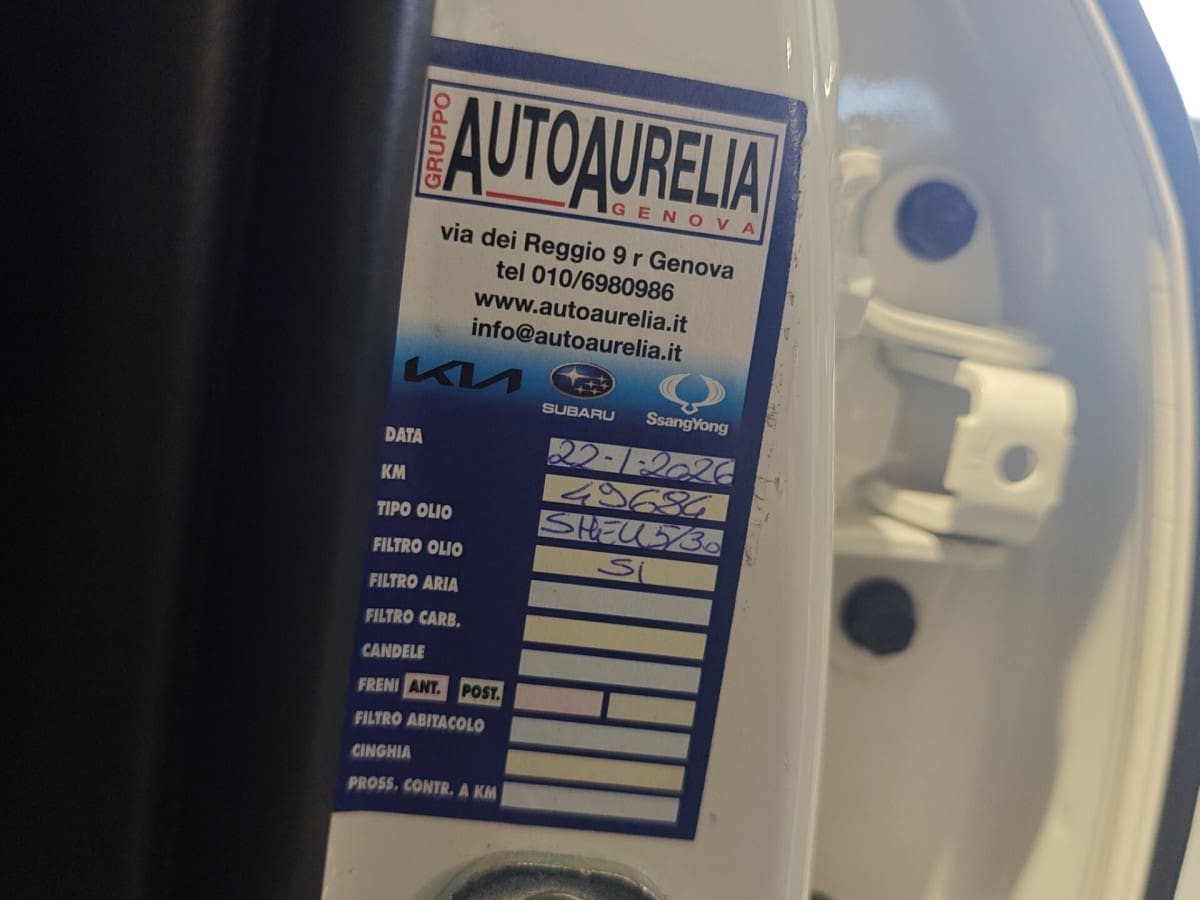 GRUPPO AUTOAURELIA
GENOVA
via dei Reggio 9 r Genova
tel 010/6980986
www.autoaurelia.it
info@autoaurelia.it
KIA SUBARU SsangYong
DATA 22-1-2026
KM 49684
TIPO OLIO SHELL 5/30
FILTRO OLIO SI
FILTRO ARIA
FILTRO CARB.
CANDELE
FRENI ANT. POST.
FILTRO ABITACOLO
CINGHIA
PROSS. CONTR. A KM